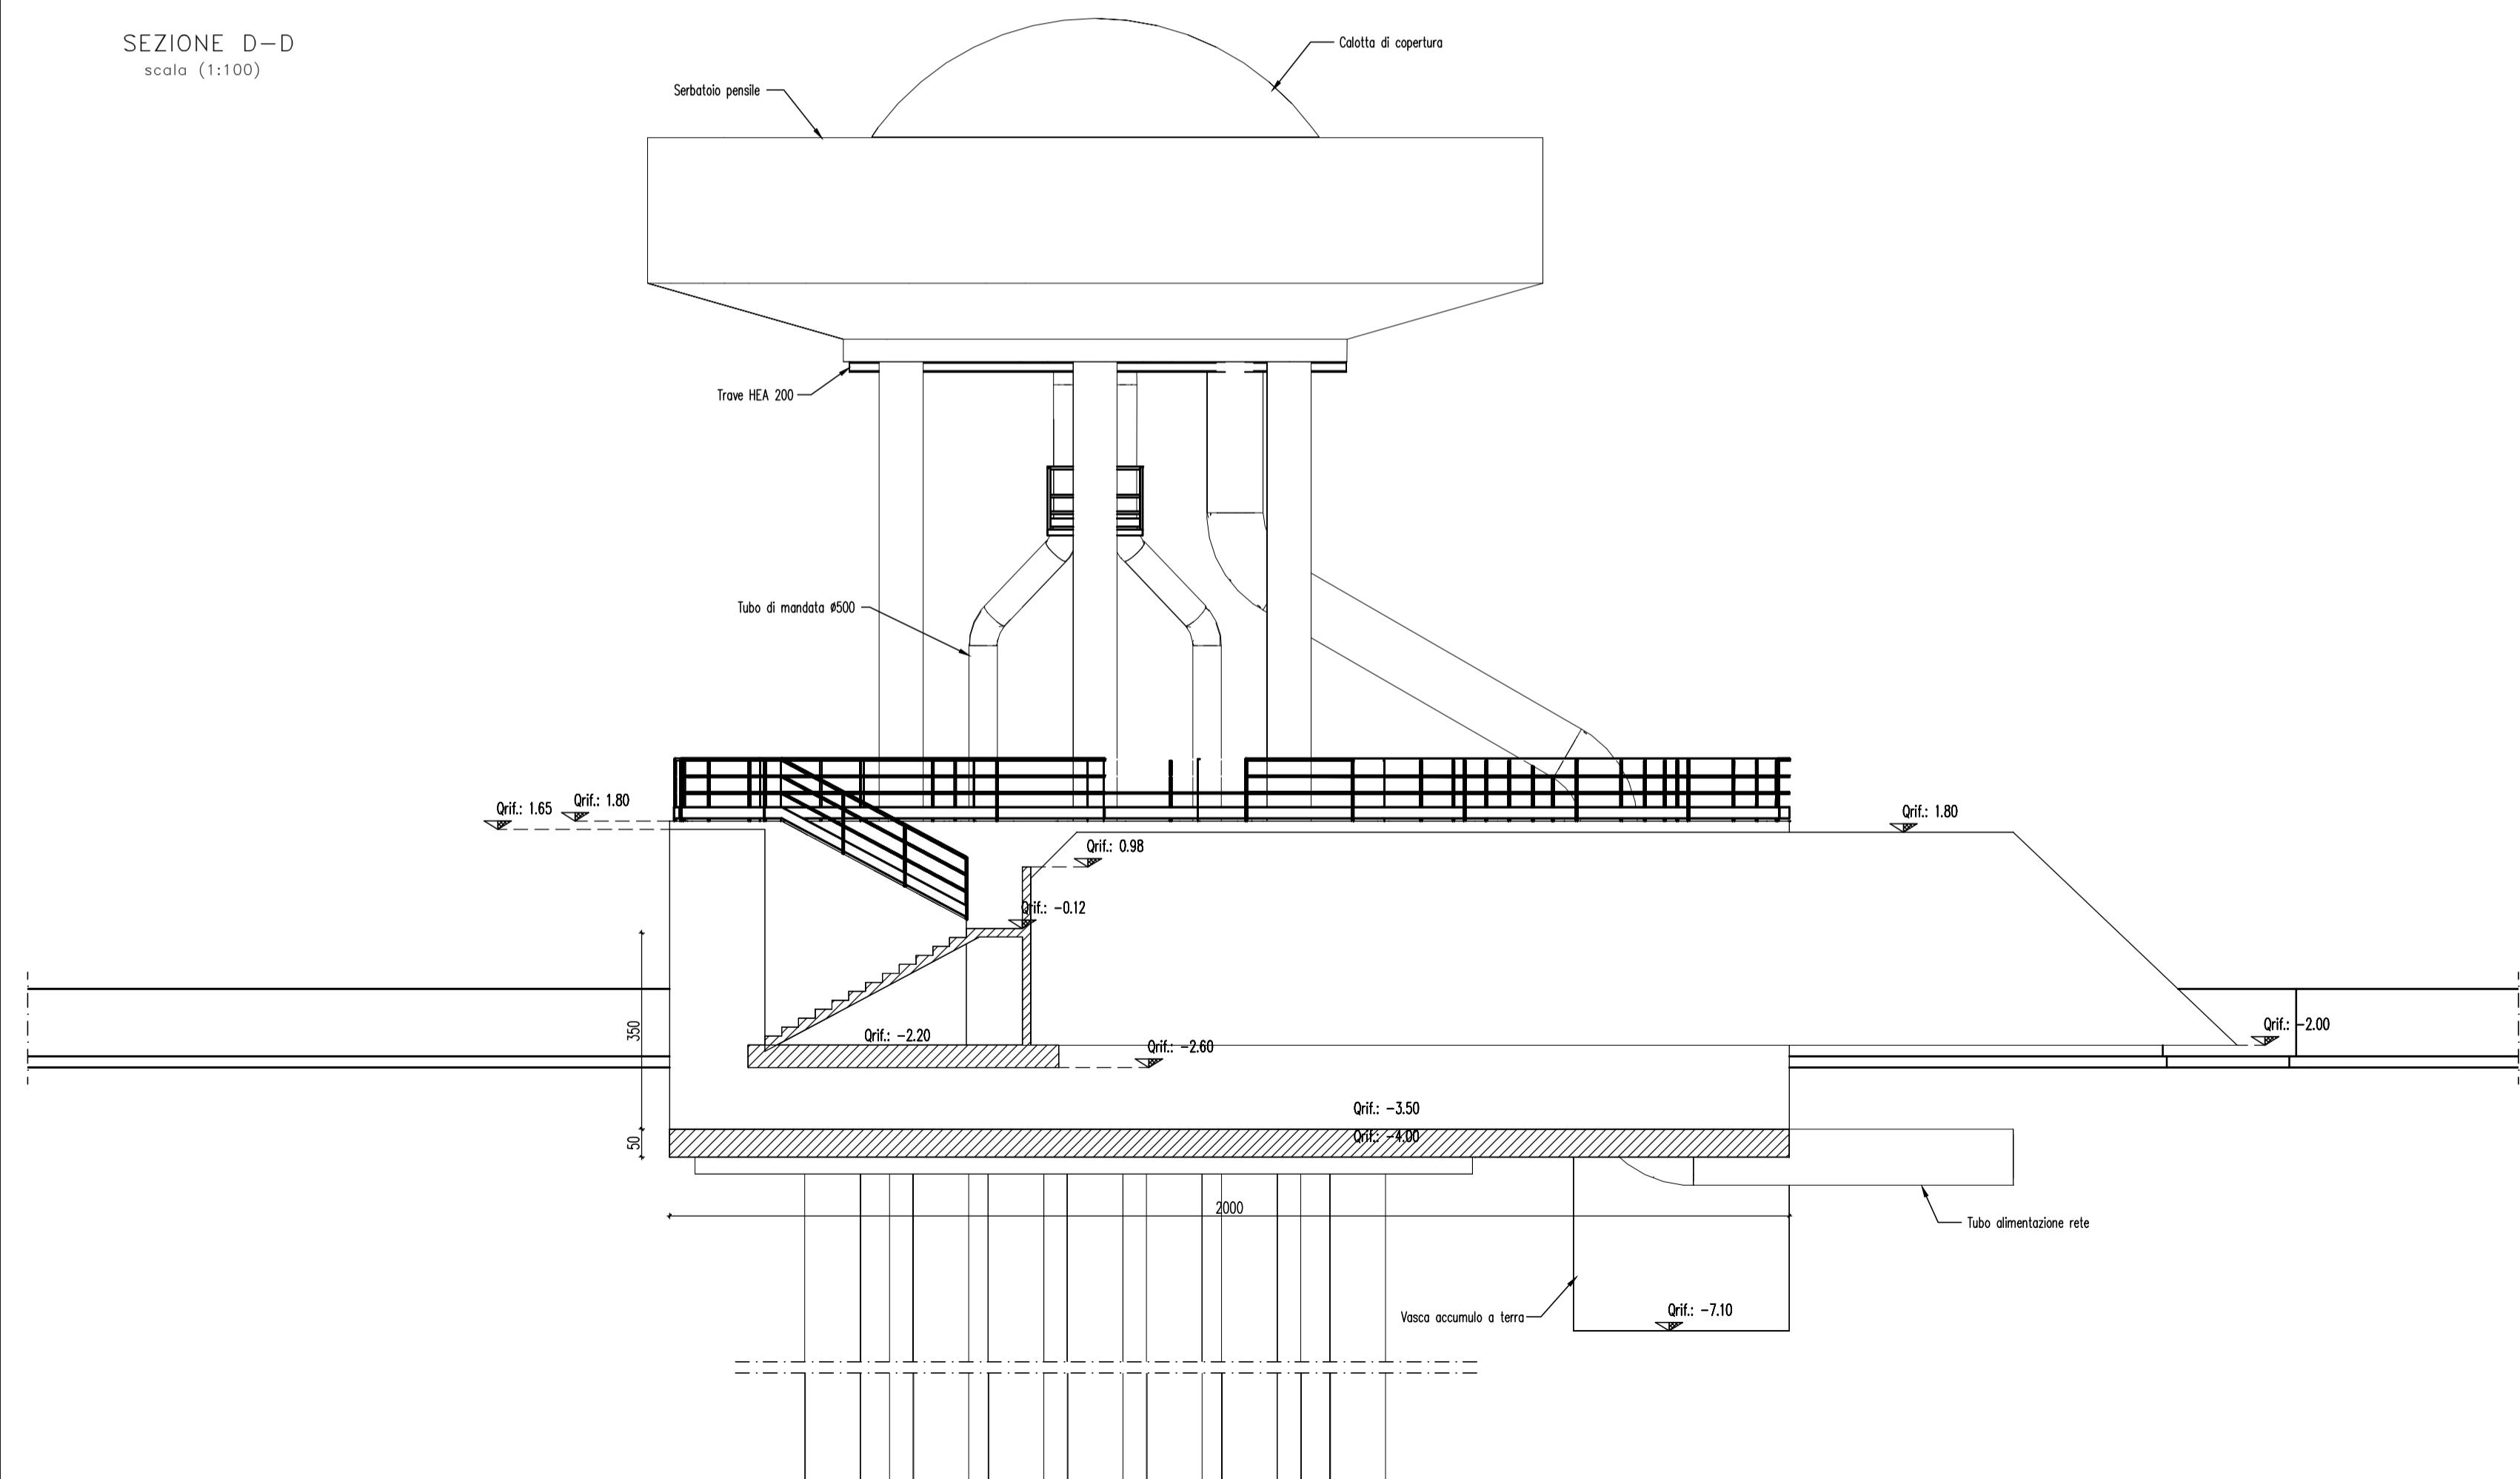 SEZIONE D-D
scala (1:100)
Calotta di copertura
Serbatoio pensile
Trave HEA 200
Tubo di mandata ø500
Qrif.: 1.65
Qrif.: 1.80
Qrif.: 1.80
Qrif.: 0.98
Qrif.: -0.12
350
Qrif.: -2.20
Qrif.: -2.60
Qrif.: -2.00
Qrif.: -3.50
50
Qrif.: -4.00
2000
Tubo alimentazione rete
Vasca accumulo a terra
Qrif.: -7.10